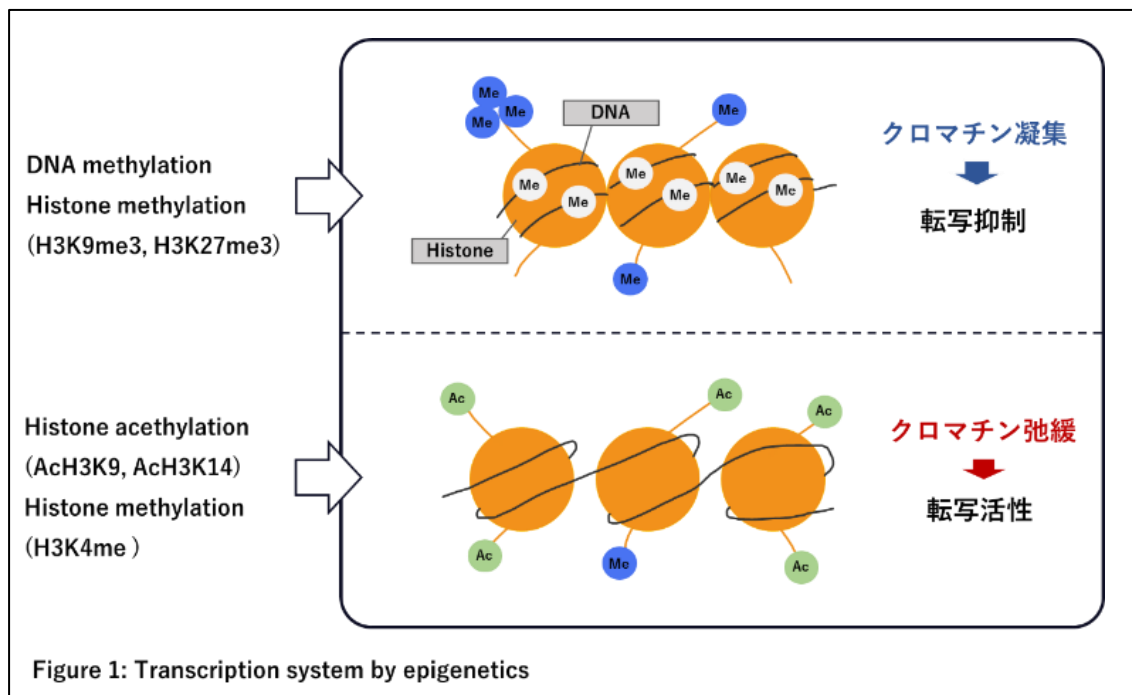 DNA methylation
Histone methylation
(H3K9me3, H3K27me3)
Me
Me
Me
DNA
Me
Me
Me
Me
Me
Me
Mc
Histone
Me
クロマチン凝集
転写抑制
Histone acethylation
(AcH3K9, AcH3K14)
Histone methylation
(H3K4me )
Ac
Ac
Ac
Ac
Me
Ac
クロマチン弛緩
転写活性
Figure 1: Transcription system by epigenetics